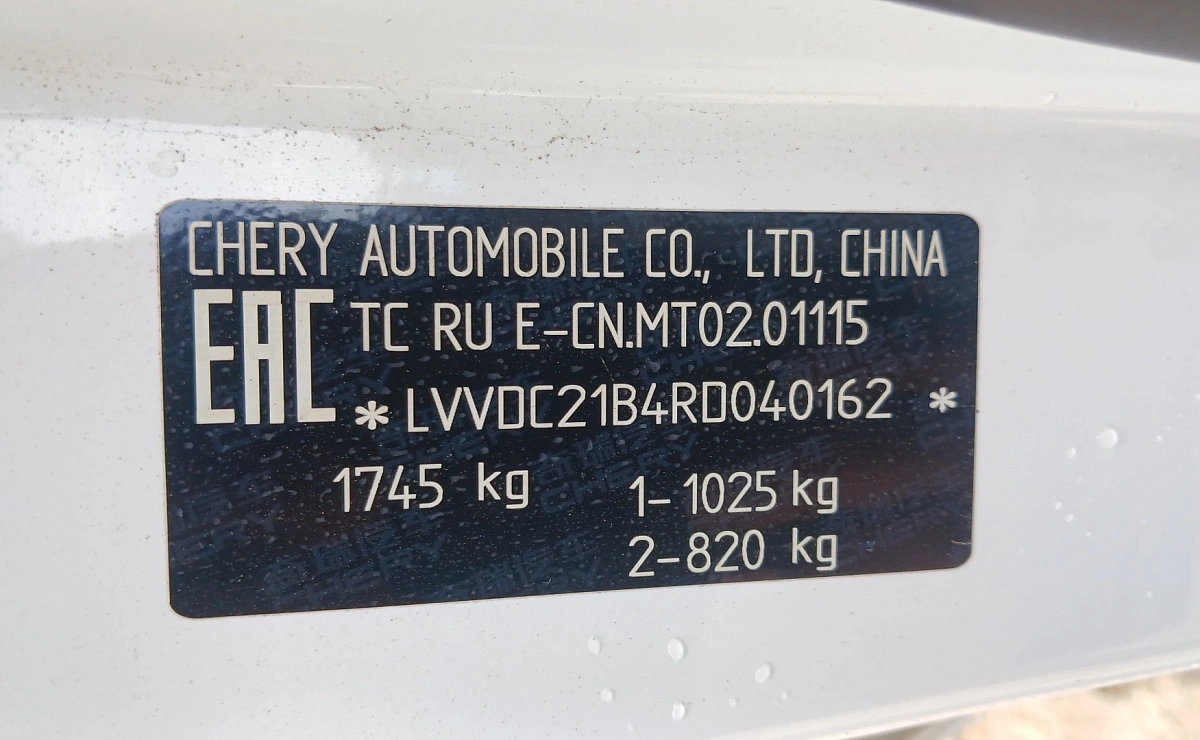 CHERY AUTOMOBILE CO., LTD, CHINA
EAC TC RU E-CN.MT02.01115
* LVVDC21B4RD040162 *
1745 kg 1-1025 kg
2-820 kg